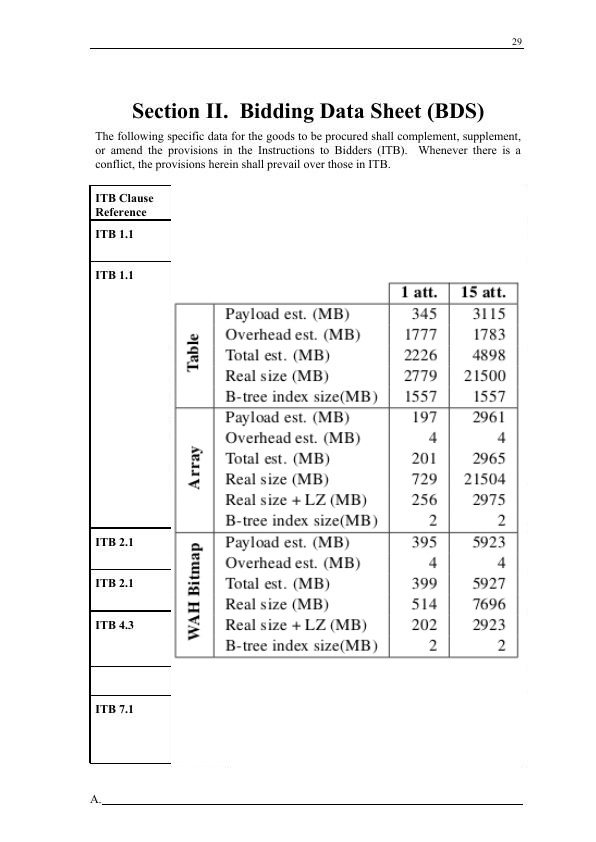 29
Section II.  Bidding Data Sheet (BDS)
The following specific data for the goods to be procured shall complement, supplement,
or amend the provisions in the Instructions to Bidders (ITB).  Whenever there is a
conflict, the provisions herein shall prevail over those in ITB.
ITB Clause
Reference
ITB 1.1
ITB 1.1
1 att. 15 att.
Table
Payload est. (MB) 345 3115
Overhead est. (MB) 1777 1783
Total est. (MB) 2226 4898
Real size (MB) 2779 21500
B-tree index size(MB) 1557 1557
Array
Payload est. (MB) 197 2961
Overhead est. (MB) 4 4
Total est. (MB) 201 2965
Real size (MB) 729 21504
Real size + LZ (MB) 256 2975
B-tree index size(MB) 2 2
ITB 2.1
WAH Bitmap
Payload est. (MB) 395 5923
Overhead est. (MB) 4 4
ITB 2.1
Total est. (MB) 399 5927
Real size (MB) 514 7696
ITB 4.3
Real size + LZ (MB) 202 2923
B-tree index size(MB) 2 2
ITB 7.1
A.